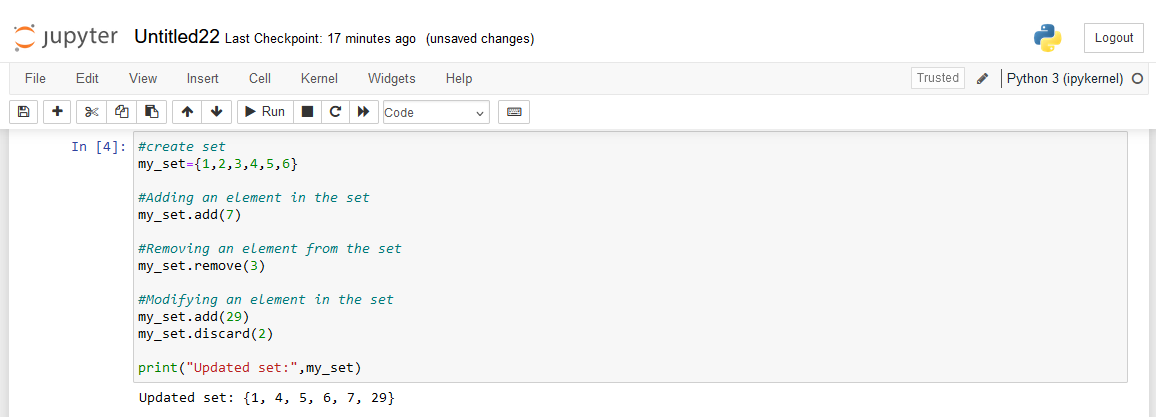 jupyter Untitled22 Last Checkpoint: 17 minutes ago (unsaved changes) Logout
File Edit View Insert Cell Kernel Widgets Help Trusted Python 3 (ipykernel)
Run Code
In [4]: #create set
my_set={1,2,3,4,5,6}
#Adding an element in the set
my_set.add(7)
#Removing an element from the set
my_set.remove(3)
#Modifying an element in the set
my_set.add(29)
my_set.discard(2)
print("Updated set:",my_set)
Updated set: {1, 4, 5, 6, 7, 29}